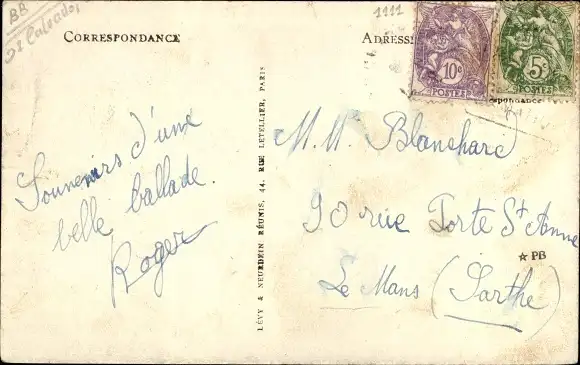 BB
Calvados
1111
CORRESPONDANCE
ADRESSE
10c
POSTES
5c
POSTES
Souvenirs d'une
belle ballade.
Roger
LÉVY & NEURDEIN RÉUNIS, 44, RUE LETELLIER, PARIS
M. M. Blanchard
90 rue Porte St Anne
★ PB
Le Mans (Sarthe)